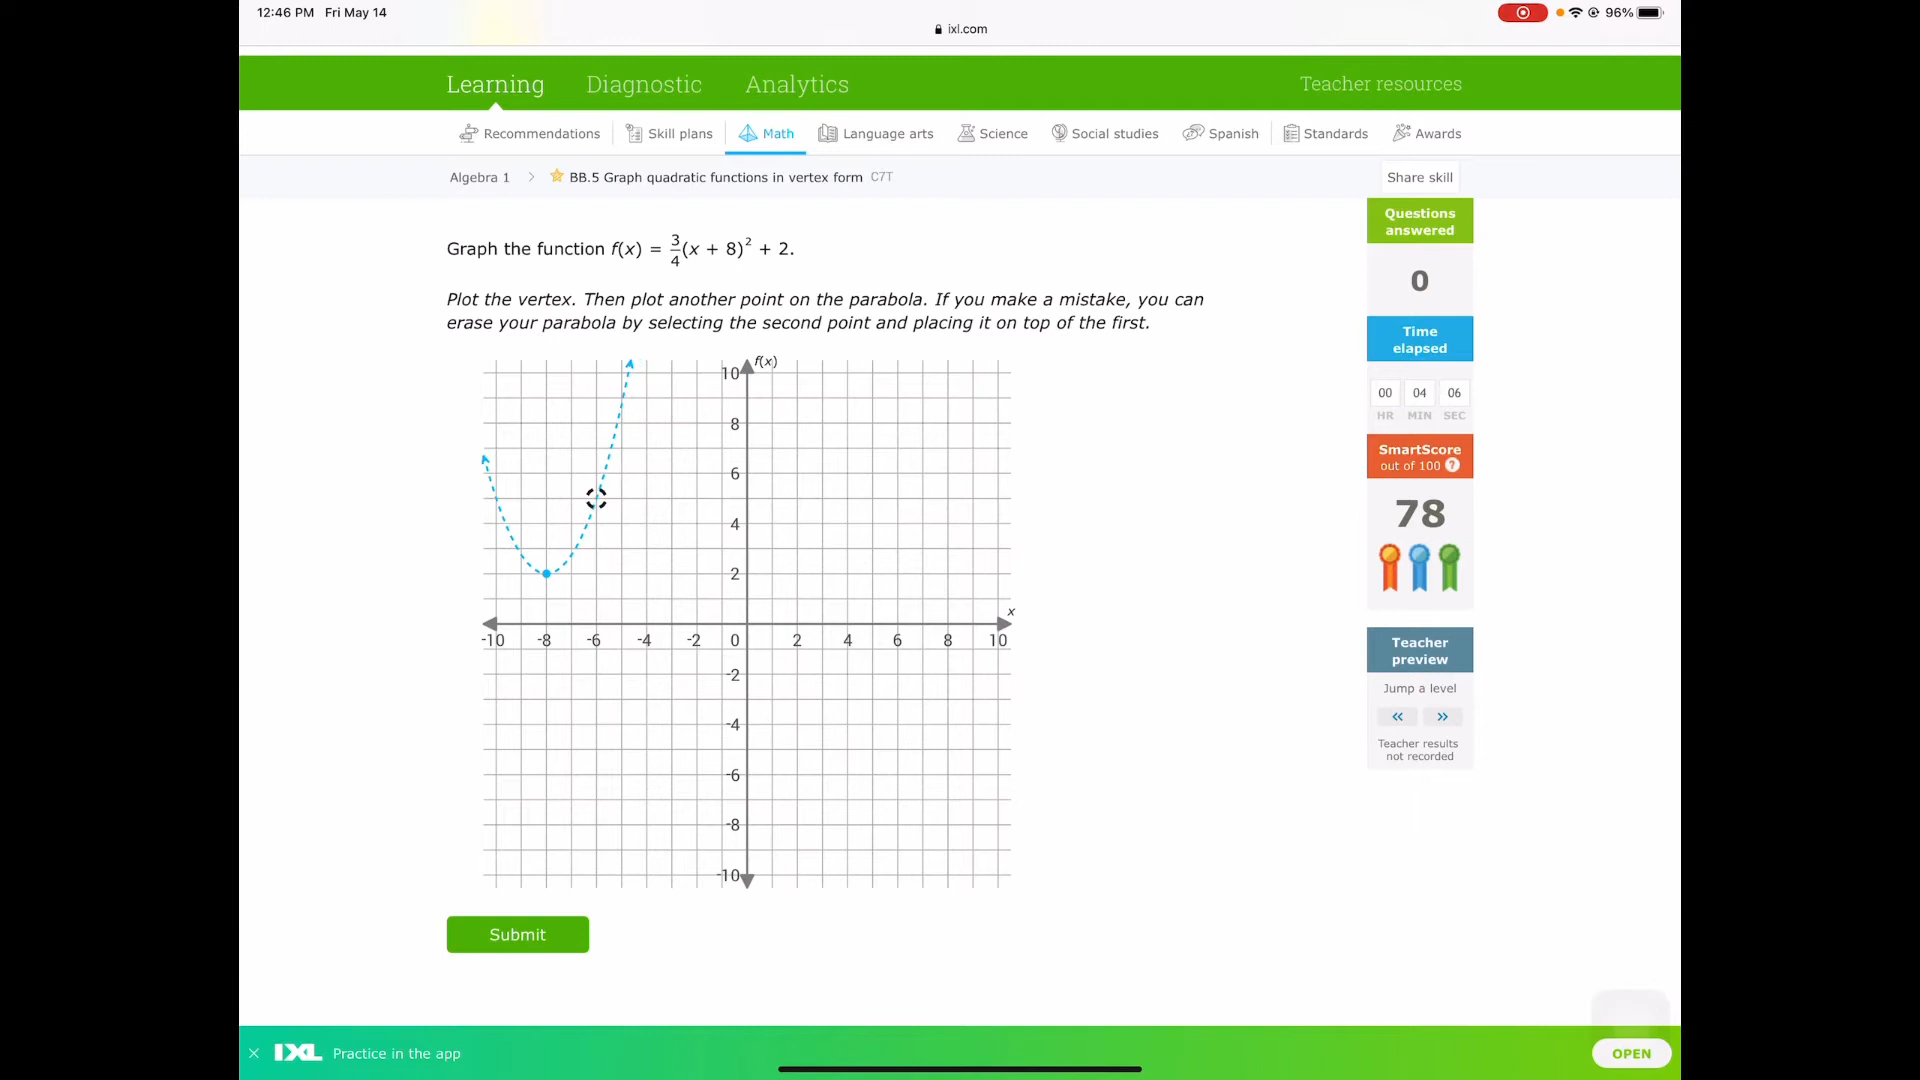 12:46 PM Fri May 14
96%
ixl.com
Learning Diagnostic Analytics Teacher resources
Recommendations Skill plans Math Language arts Science Social studies Spanish Standards Awards
Algebra 1 > BB.5 Graph quadratic functions in vertex form C7T
Share skill
Graph the function f(x) = 3/4(x + 8)² + 2.
Plot the vertex. Then plot another point on the parabola. If you make a mistake, you can
erase your parabola by selecting the second point and placing it on top of the first.
f(x)
10
8
6
4
2
x
-10 -8 -6 -4 -2 0 2 4 6 8 10
-2
-4
-6
-8
-10
Submit
Questions
answered
0
Time
elapsed
00 04 06
HR MIN SEC
SmartScore
out of 100 ?
78
Teacher
preview
Jump a level
« »
Teacher results
not recorded
× IXL Practice in the app
OPEN